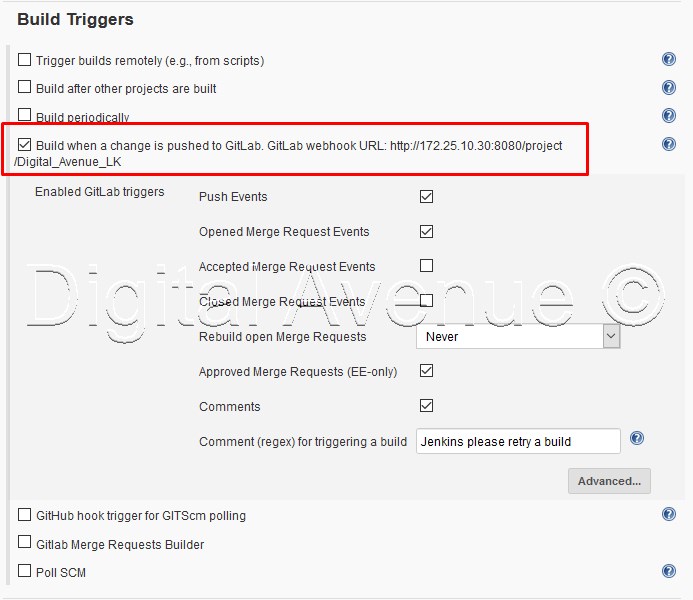 Build Triggers
Trigger builds remotely (e.g., from scripts)
Build after other projects are built
Build periodically
Build when a change is pushed to GitLab. GitLab webhook URL: http://172.25.10.30:8080/project
/Digital_Avenue_LK
Enabled GitLab triggers
Push Events
Opened Merge Request Events
Accepted Merge Request Events
Digital Avenue ©
Closed Merge Request Events
Rebuild open Merge Requests Never
Approved Merge Requests (EE-only)
Comments
Comment (regex) for triggering a build Jenkins please retry a build
Advanced...
GitHub hook trigger for GITScm polling
Gitlab Merge Requests Builder
Poll SCM